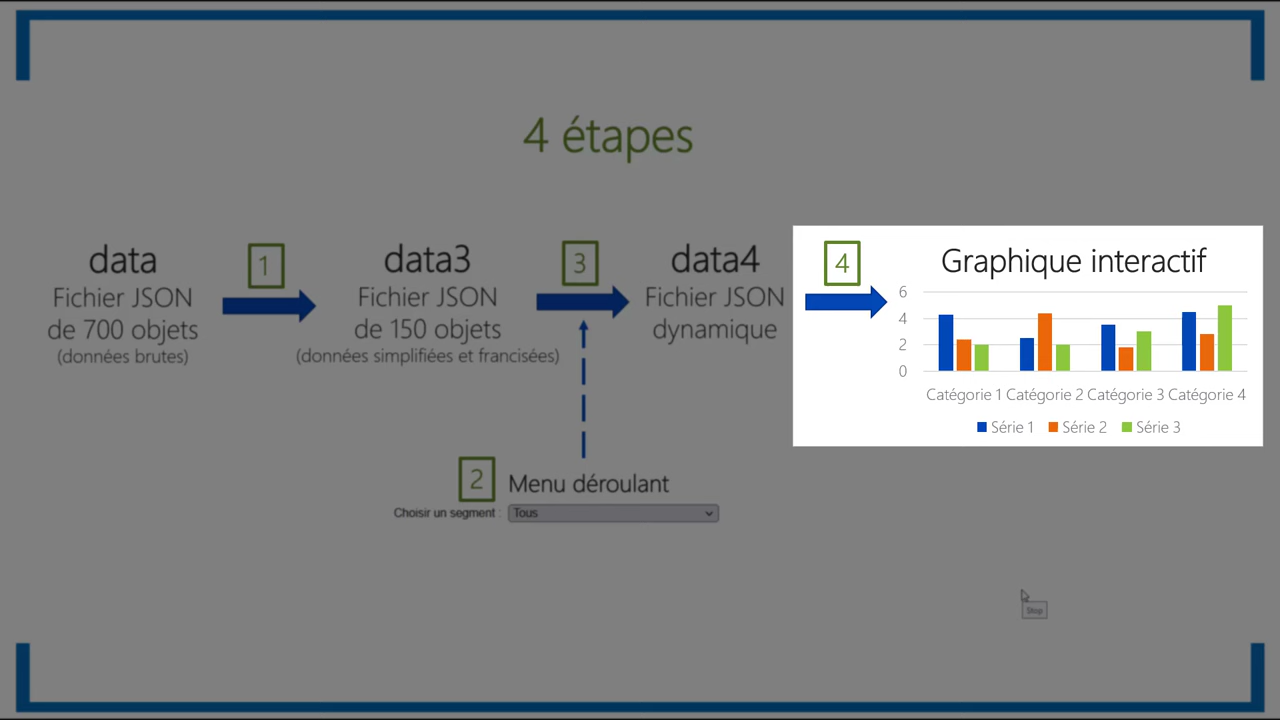 4 étapes
data
Fichier JSON
de 700 objets
(données brutes)
1
data3
Fichier JSON
de 150 objets
(données simplifiées et francisées)
3
data4
Fichier JSON
dynamique
4
Graphique interactif
6
4
2
0
Catégorie 1 Catégorie 2 Catégorie 3 Catégorie 4
Série 1 Série 2 Série 3
2
Menu déroulant
Choisir un segment : Tous
Stop